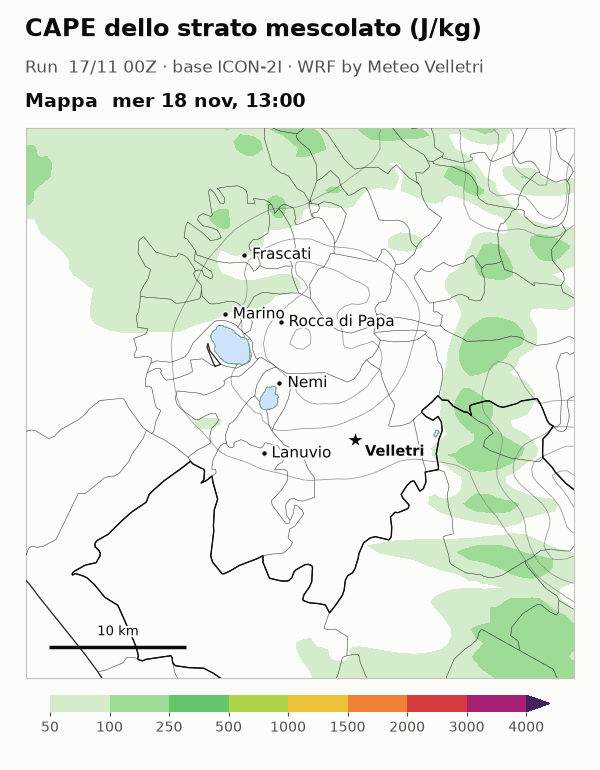 CAPE dello strato mescolato (J/kg)
Run  17/11 00Z · base ICON-2I · WRF by Meteo Velletri
Mappa  mer 18 nov, 13:00
Frascati
Marino
Rocca di Papa
Nemi
Velletri
Lanuvio
10 km
50 100 250 500 1000 1500 2000 3000 4000